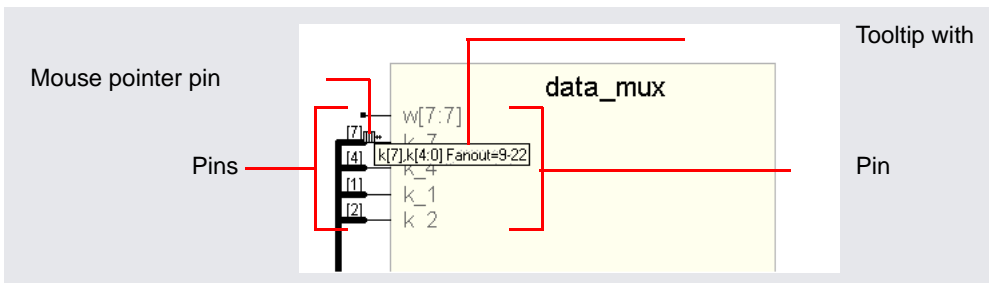 Tooltip with
Mouse pointer pin
data_mux
w[7:7]
[7]
k_7
k[7],k[4:0] Fanout=9-22
[4]
k_4
Pins
Pin
[1]
k_1
[2]
k_2